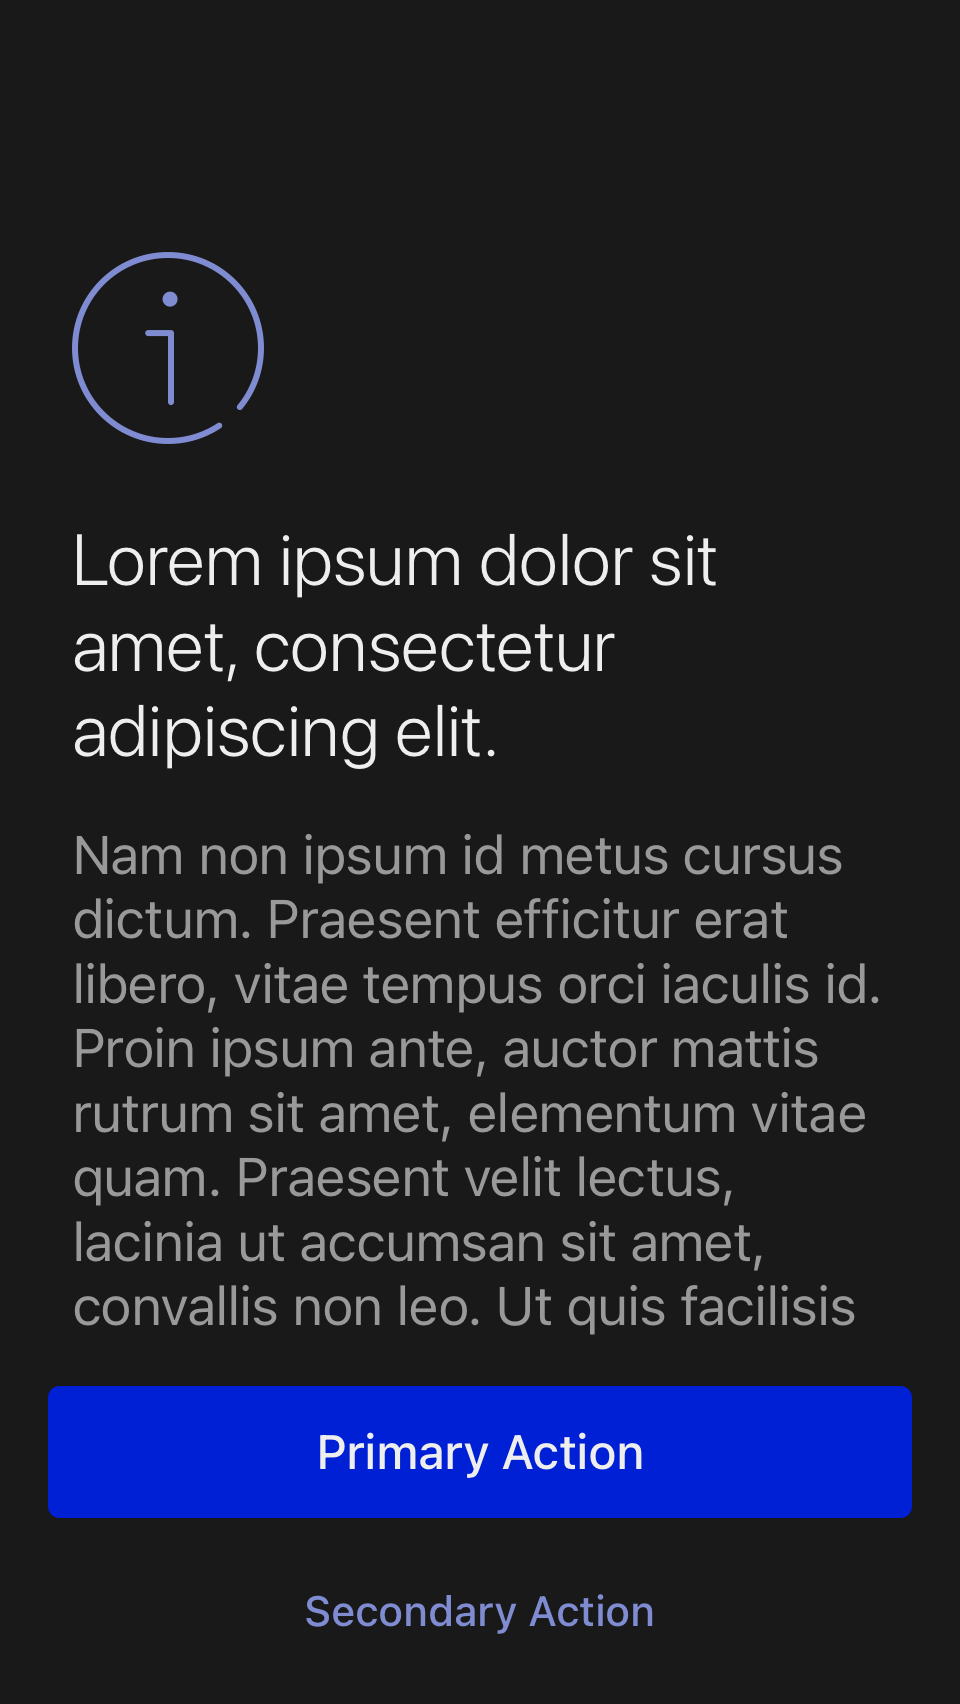 Lorem ipsum dolor sit
amet, consectetur
adipiscing elit.
Nam non ipsum id metus cursus
dictum. Praesent efficitur erat
libero, vitae tempus orci iaculis id.
Proin ipsum ante, auctor mattis
rutrum sit amet, elementum vitae
quam. Praesent velit lectus,
lacinia ut accumsan sit amet,
convallis non leo. Ut quis facilisis
Primary Action
Secondary Action